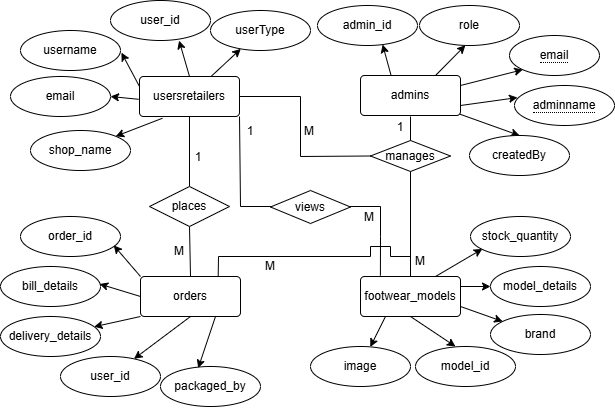 user_id
admin_id
role
userType
username
email
email
usersretailers
admins
adminname
M
1
1
shop_name
1
manages
createdBy
places
views
M
order_id
stock_quantity
M
M
M
bill_details
orders
footwear_models
model_details
delivery_details
brand
image
model_id
user_id
packaged_by